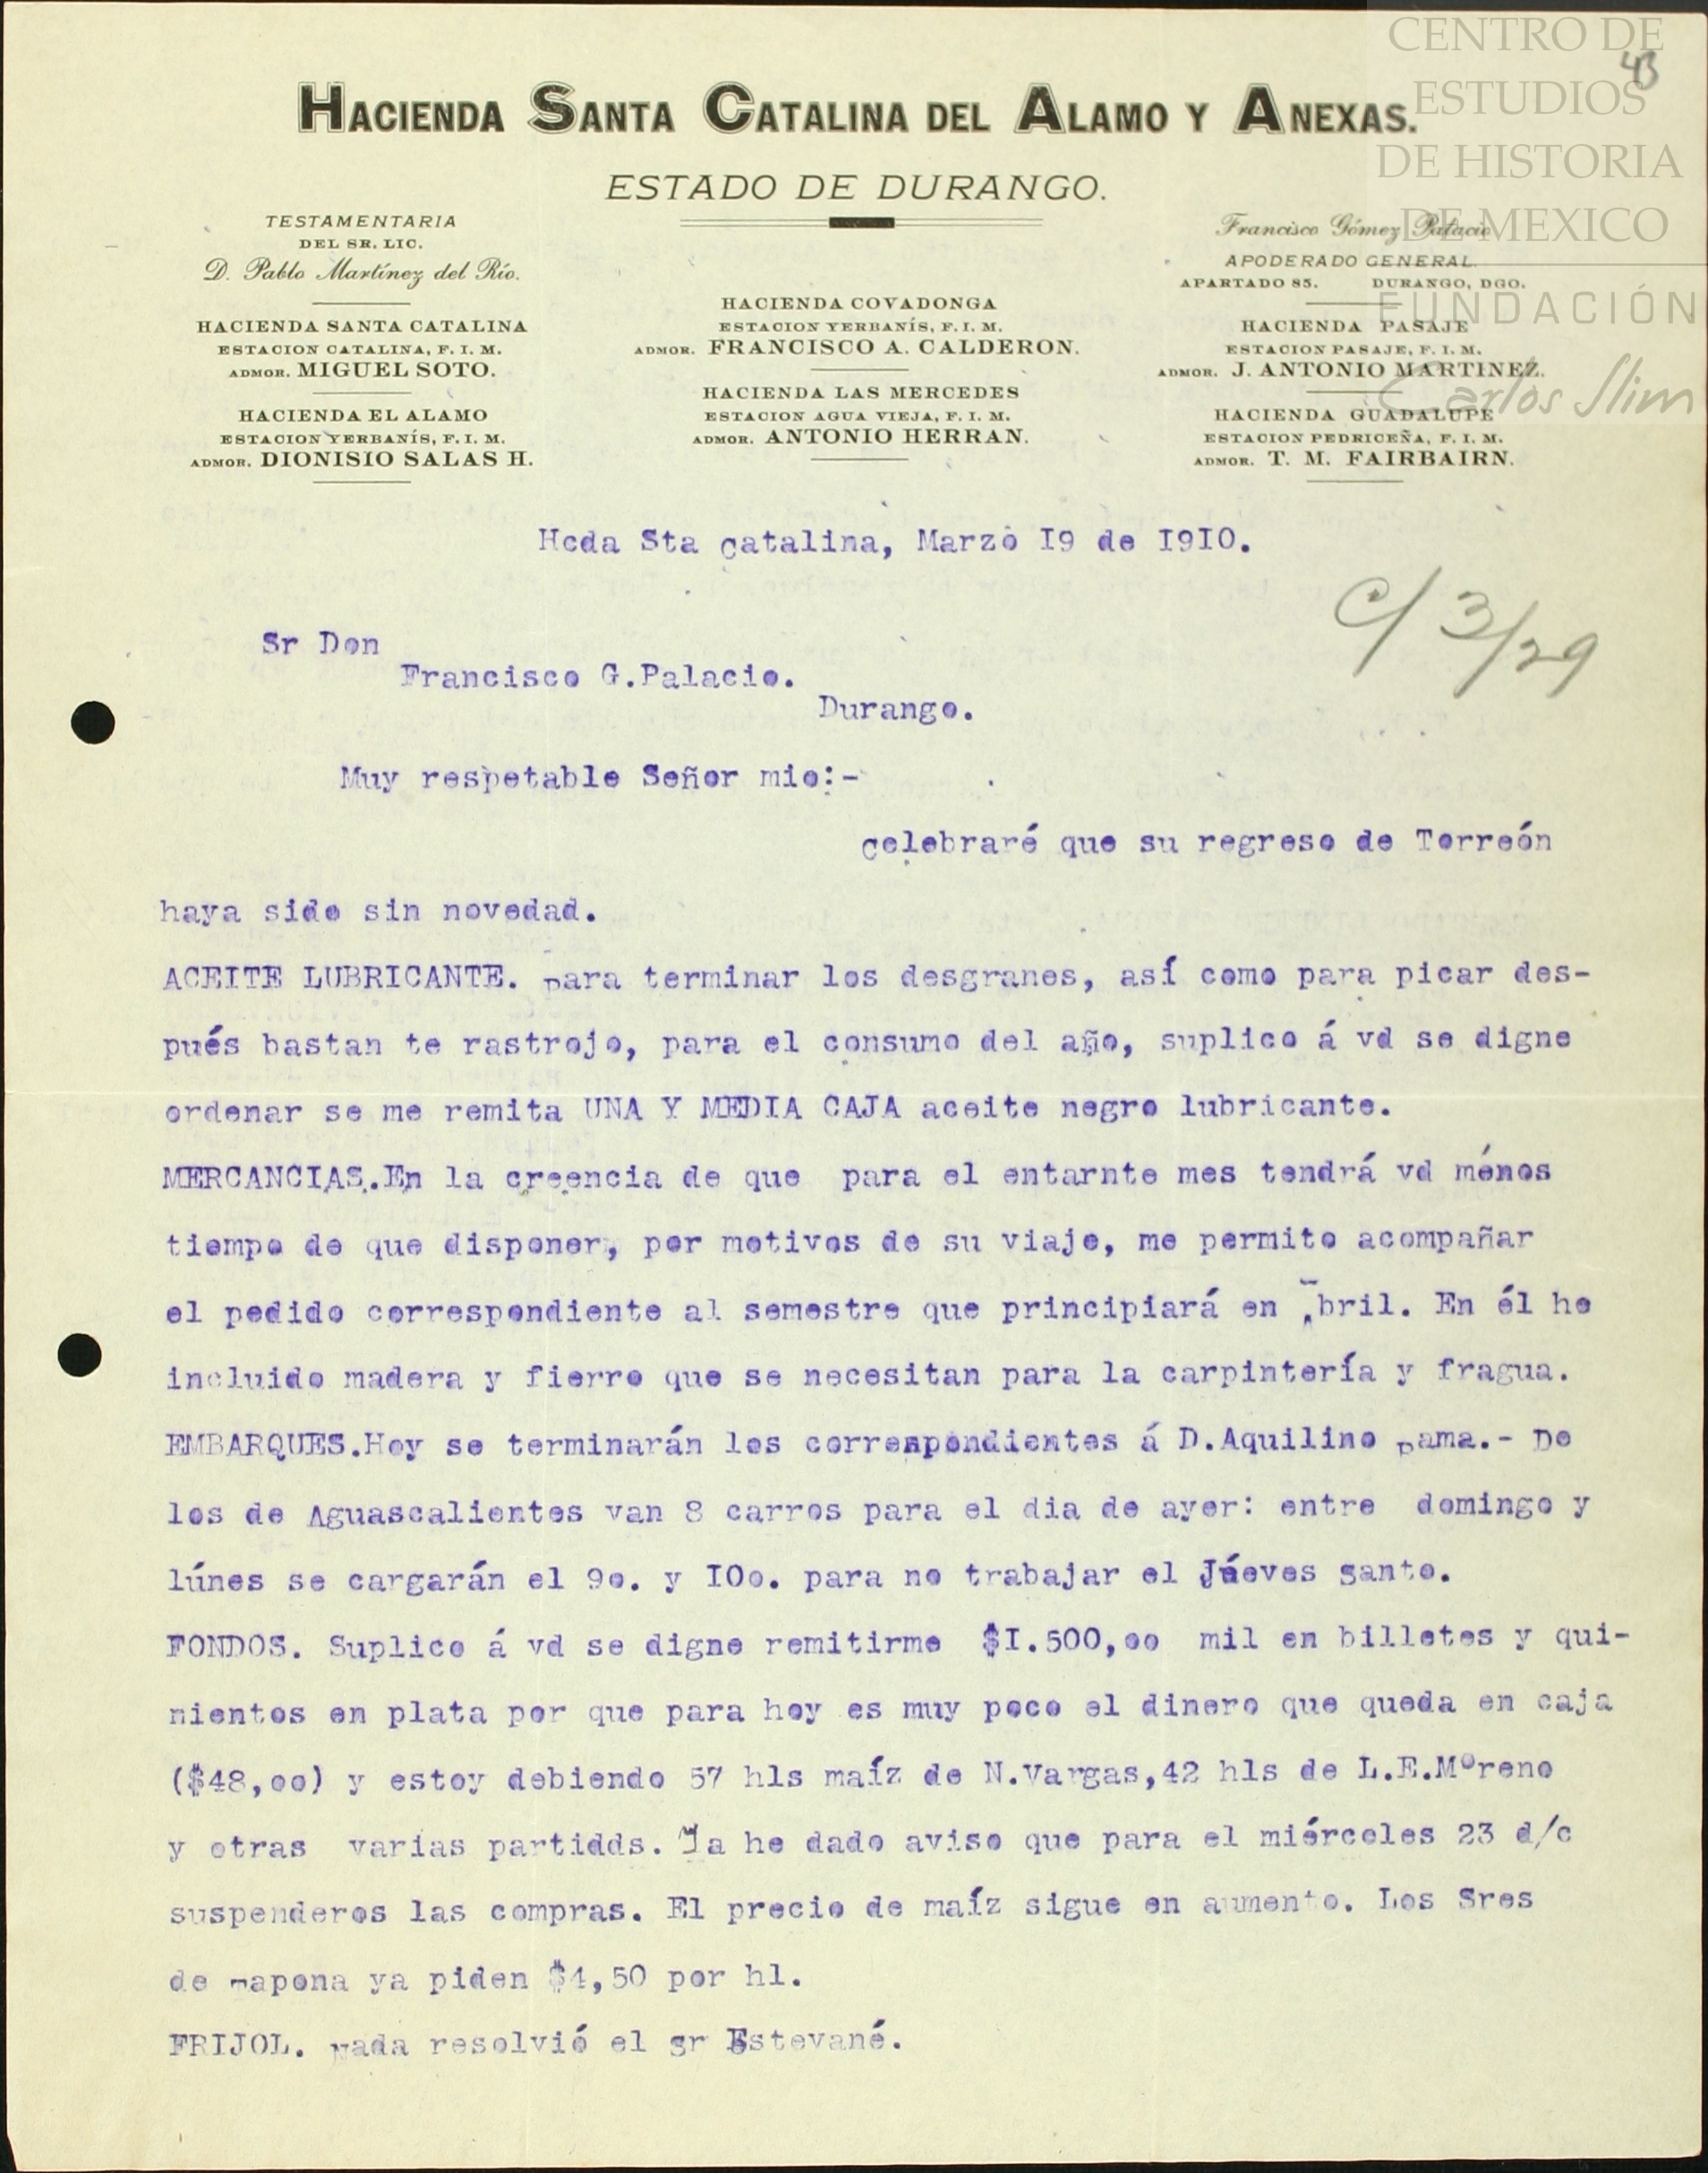 CENTRO DE
ESTUDIOS
DE HISTORIA
DE MEXICO
FUNDACIÓN
Carlos Slim
43
HACIENDA SANTA CATALINA DEL ALAMO Y ANEXAS.
ESTADO DE DURANGO.
TESTAMENTARIA
DEL SR. LIC.
D. Pablo Martínez del Río.
HACIENDA SANTA CATALINA
ESTACION CATALINA, F. I. M.
ADMOR. MIGUEL SOTO.
HACIENDA EL ALAMO
ESTACION YERBANÍS, F. I. M.
ADMOR. DIONISIO SALAS H.
HACIENDA COVADONGA
ESTACION YERBANÍS, F. I. M.
ADMOR. FRANCISCO A. CALDERON.
HACIENDA LAS MERCEDES
ESTACION AGUA VIEJA, F. I. M.
ADMOR. ANTONIO HERRAN.
Francisco Gómez Palacio
APODERADO GENERAL
APARTADO 85. DURANGO, DGO.
HACIENDA PASAJE
ESTACION PASAJE, F. I. M.
ADMOR. J. ANTONIO MARTINEZ.
HACIENDA GUADALUPE
ESTACION PEDRICEÑA, F. I. M.
ADMOR. T. M. FAIRBAIRN.
Hcda Sta Catalina, Marzo I9 de I9I0.
C/ 3/29
Sr Don
Francisco G.Palacio.
Durango.
Muy respetable Señor mio:-
Celebraré que su regreso de Torreón
haya sido sin novedad.
ACEITE LUBRICANTE. Para terminar los desgranes, así como para picar des-
pués bastan te rastrojo, para el consumo del año, suplico á vd se digne
ordenar se me remita UNA Y MEDIA CAJA aceite negro lubricante.
MERCANCIAS.En la creencia de que para el entarnte mes tendrá vd ménos
tiempo de que disponer, por motivos de su viaje, me permito acompañar
el pedido correspondiente al semestre que principiará en Abril. En él he
incluido madera y fierro que se necesitan para la carpintería y fragua.
EMBARQUES.Hoy se terminarán los correspondientes á D.Aquilino Dama.- De
los de Aguascalientes van 8 carros para el dia de ayer: entre domingo y
lúnes se cargarán el 9o. y I0o. para no trabajar el Júeves Santo.
FONDOS. Suplico á vd se digne remitirme $I.500,oo mil en billetes y qui-
nientos en plata por que para hoy es muy poco el dinero que queda en caja
($48,oo) y estoy debiendo 57 hls maíz de N.Vargas,42 hls de L.E.Moreno
y otras varias partidds. Ya he dado aviso que para el miércoles 23 d/c
suspenderos las compras. El precio de maíz sigue en aumento. Los Sres
de Tapona ya piden $4,50 por hl.
FRIJOL. Nada resolvió el Sr Estevané.